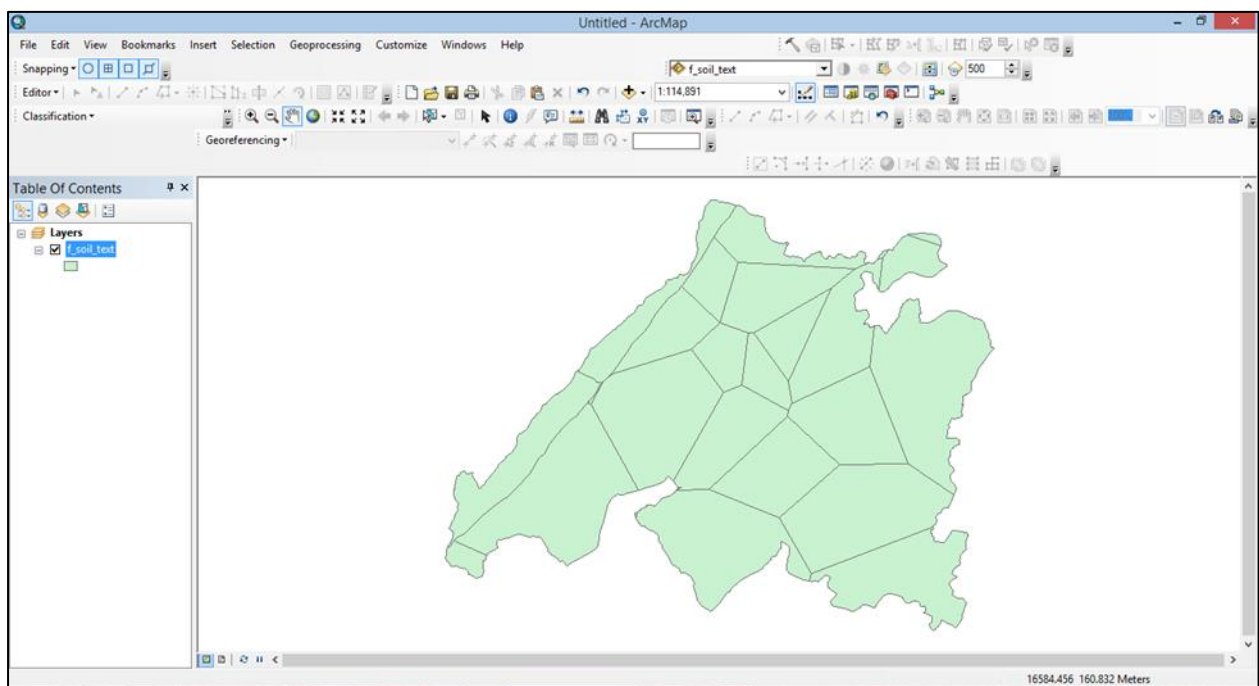 Untitled - ArcMap
File Edit View Bookmarks Insert Selection Geoprocessing Customize Windows Help
Snapping
f_soil_text
500
Editor
1:114,891
Classification
Georeferencing
Table Of Contents
Layers
f_soil_text
16584.456 160.832 Meters